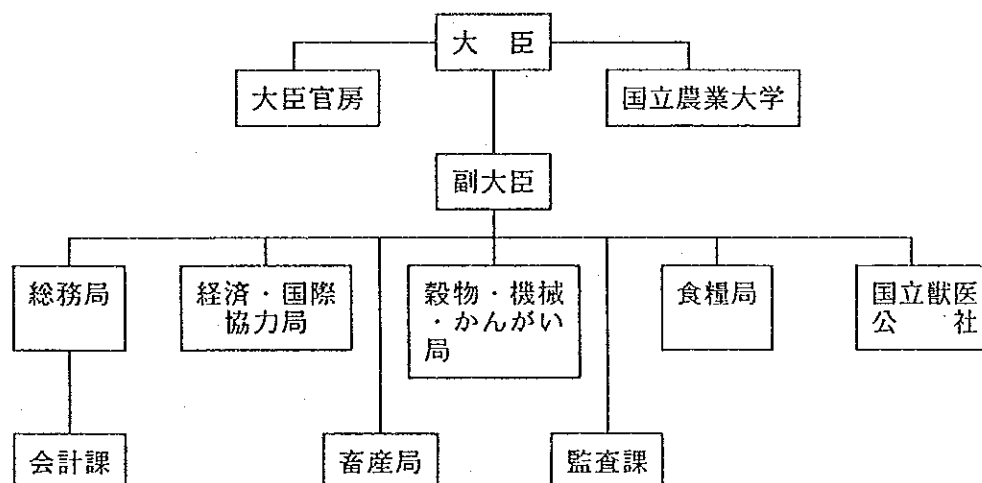 大　臣
大臣官房
国立農業大学
副大臣
総務局
経済・国際
協力局
穀物・機械
・かんがい
局
食糧局
国立獣医
公　　社
会計課
畜産局
監査課